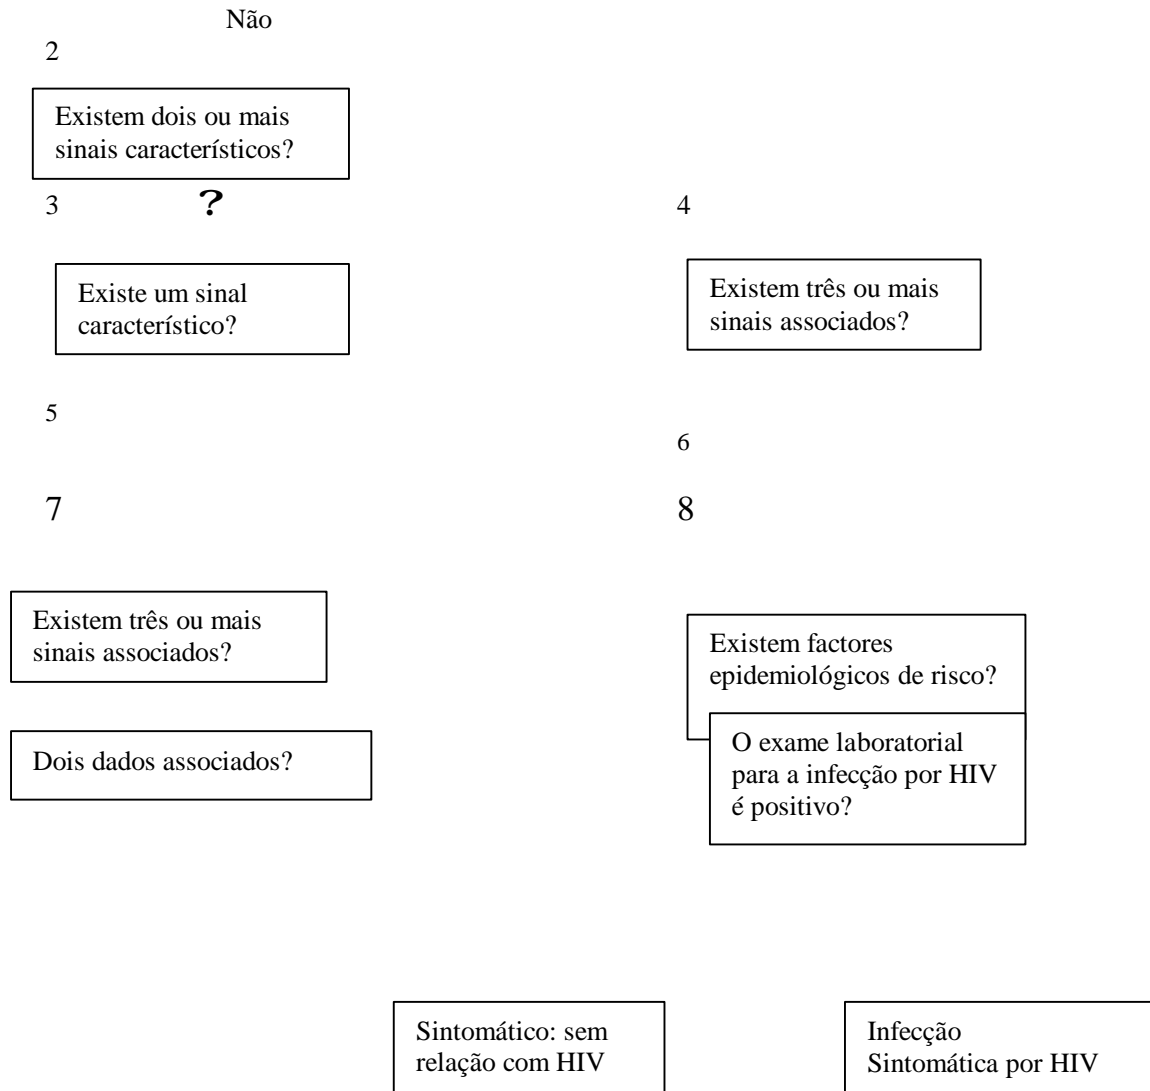 Não
2
Existem dois ou mais
sinais característicos?
3 ? 4
Existe um sinal
característico?
Existem três ou mais
sinais associados?
5
6
7 8
Existem três ou mais
sinais associados?
Existem factores
epidemiológicos de risco?
Dois dados associados?
O exame laboratorial
para a infecção por HIV
é positivo?
Sintomático: sem
relação com HIV
Infecção
Sintomática por HIV